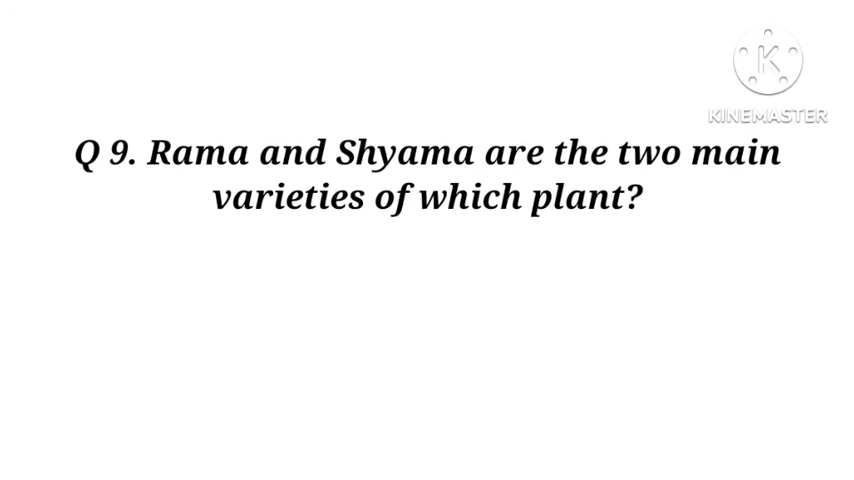 KINEMASTER
Q 9. Rama and Shyama are the two main
varieties of which plant?